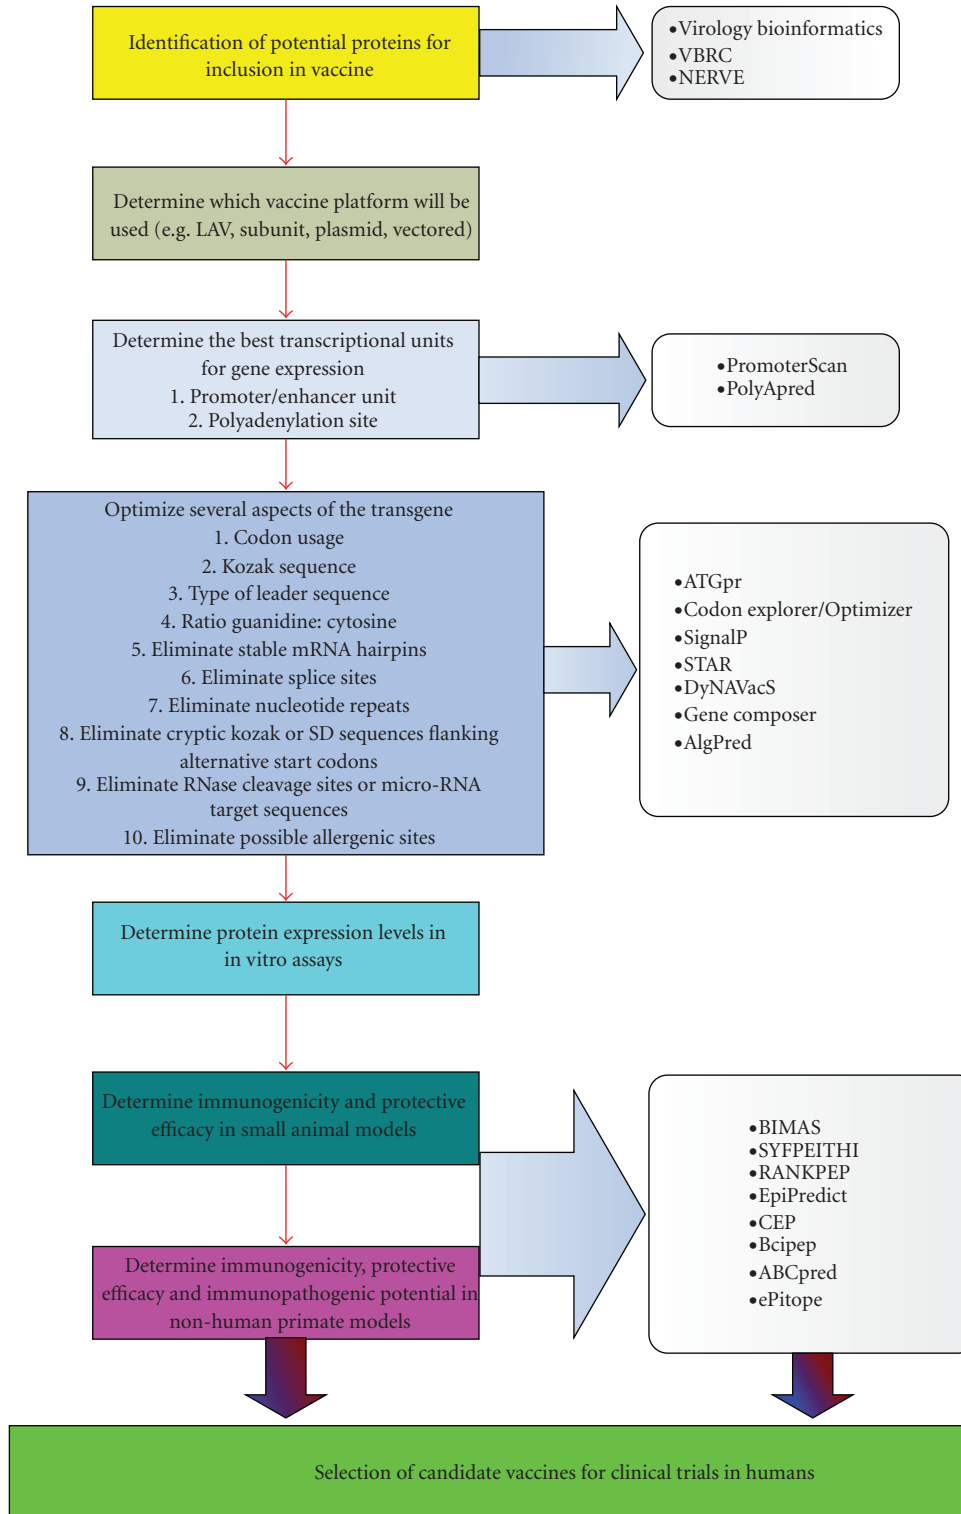 Identification of potential proteins for
inclusion in vaccine
•Virology bioinformatics
•VBRC
•NERVE
Determine which vaccine platform will be
used (e.g. LAV, subunit, plasmid, vectored)
Determine the best transcriptional units
for gene expression
1. Promoter/enhancer unit
2. Polyadenylation site
•PromoterScan
•PolyApred
Optimize several aspects of the transgene
1. Codon usage
2. Kozak sequence
3. Type of leader sequence
4. Ratio guanidine: cytosine
5. Eliminate stable mRNA hairpins
6. Eliminate splice sites
7. Eliminate nucleotide repeats
8. Eliminate cryptic kozak or SD sequences flanking
alternative start codons
9. Eliminate RNase cleavage sites or micro-RNA
target sequences
10. Eliminate possible allergenic sites
•ATGpr
•Codon explorer/Optimizer
•SignalP
•STAR
•DyNAVacS
•Gene composer
•AlgPred
Determine protein expression levels in
in vitro assays
Determine immunogenicity and protective
efficacy in small animal models
Determine immunogenicity, protective
efficacy and immunopathogenic potential in
non-human primate models
•BIMAS
•SYFPEITHI
•RANKPEP
•EpiPredict
•CEP
•Bcipep
•ABCpred
•ePitope
Selection of candidate vaccines for clinical trials in humans